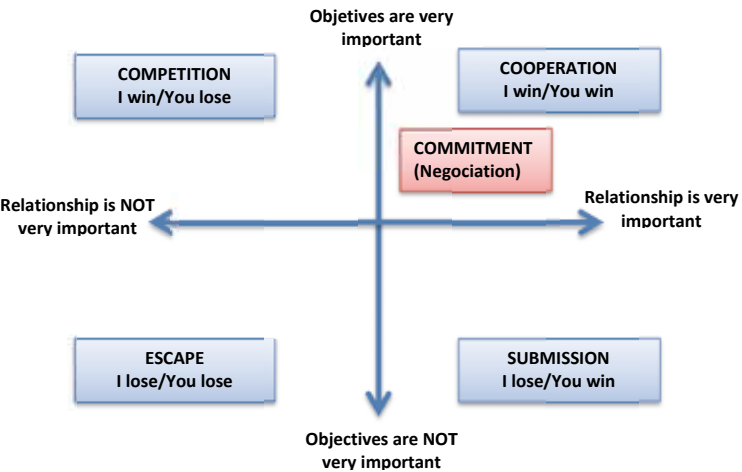 Objetives are very
important
COMPETITION
I win/You lose
COOPERATION
I win/You win
COMMITMENT
(Negociation)
Relationship is NOT
very important
Relationship is very
important
ESCAPE
I lose/You lose
SUBMISSION
I lose/You win
Objectives are NOT
very important